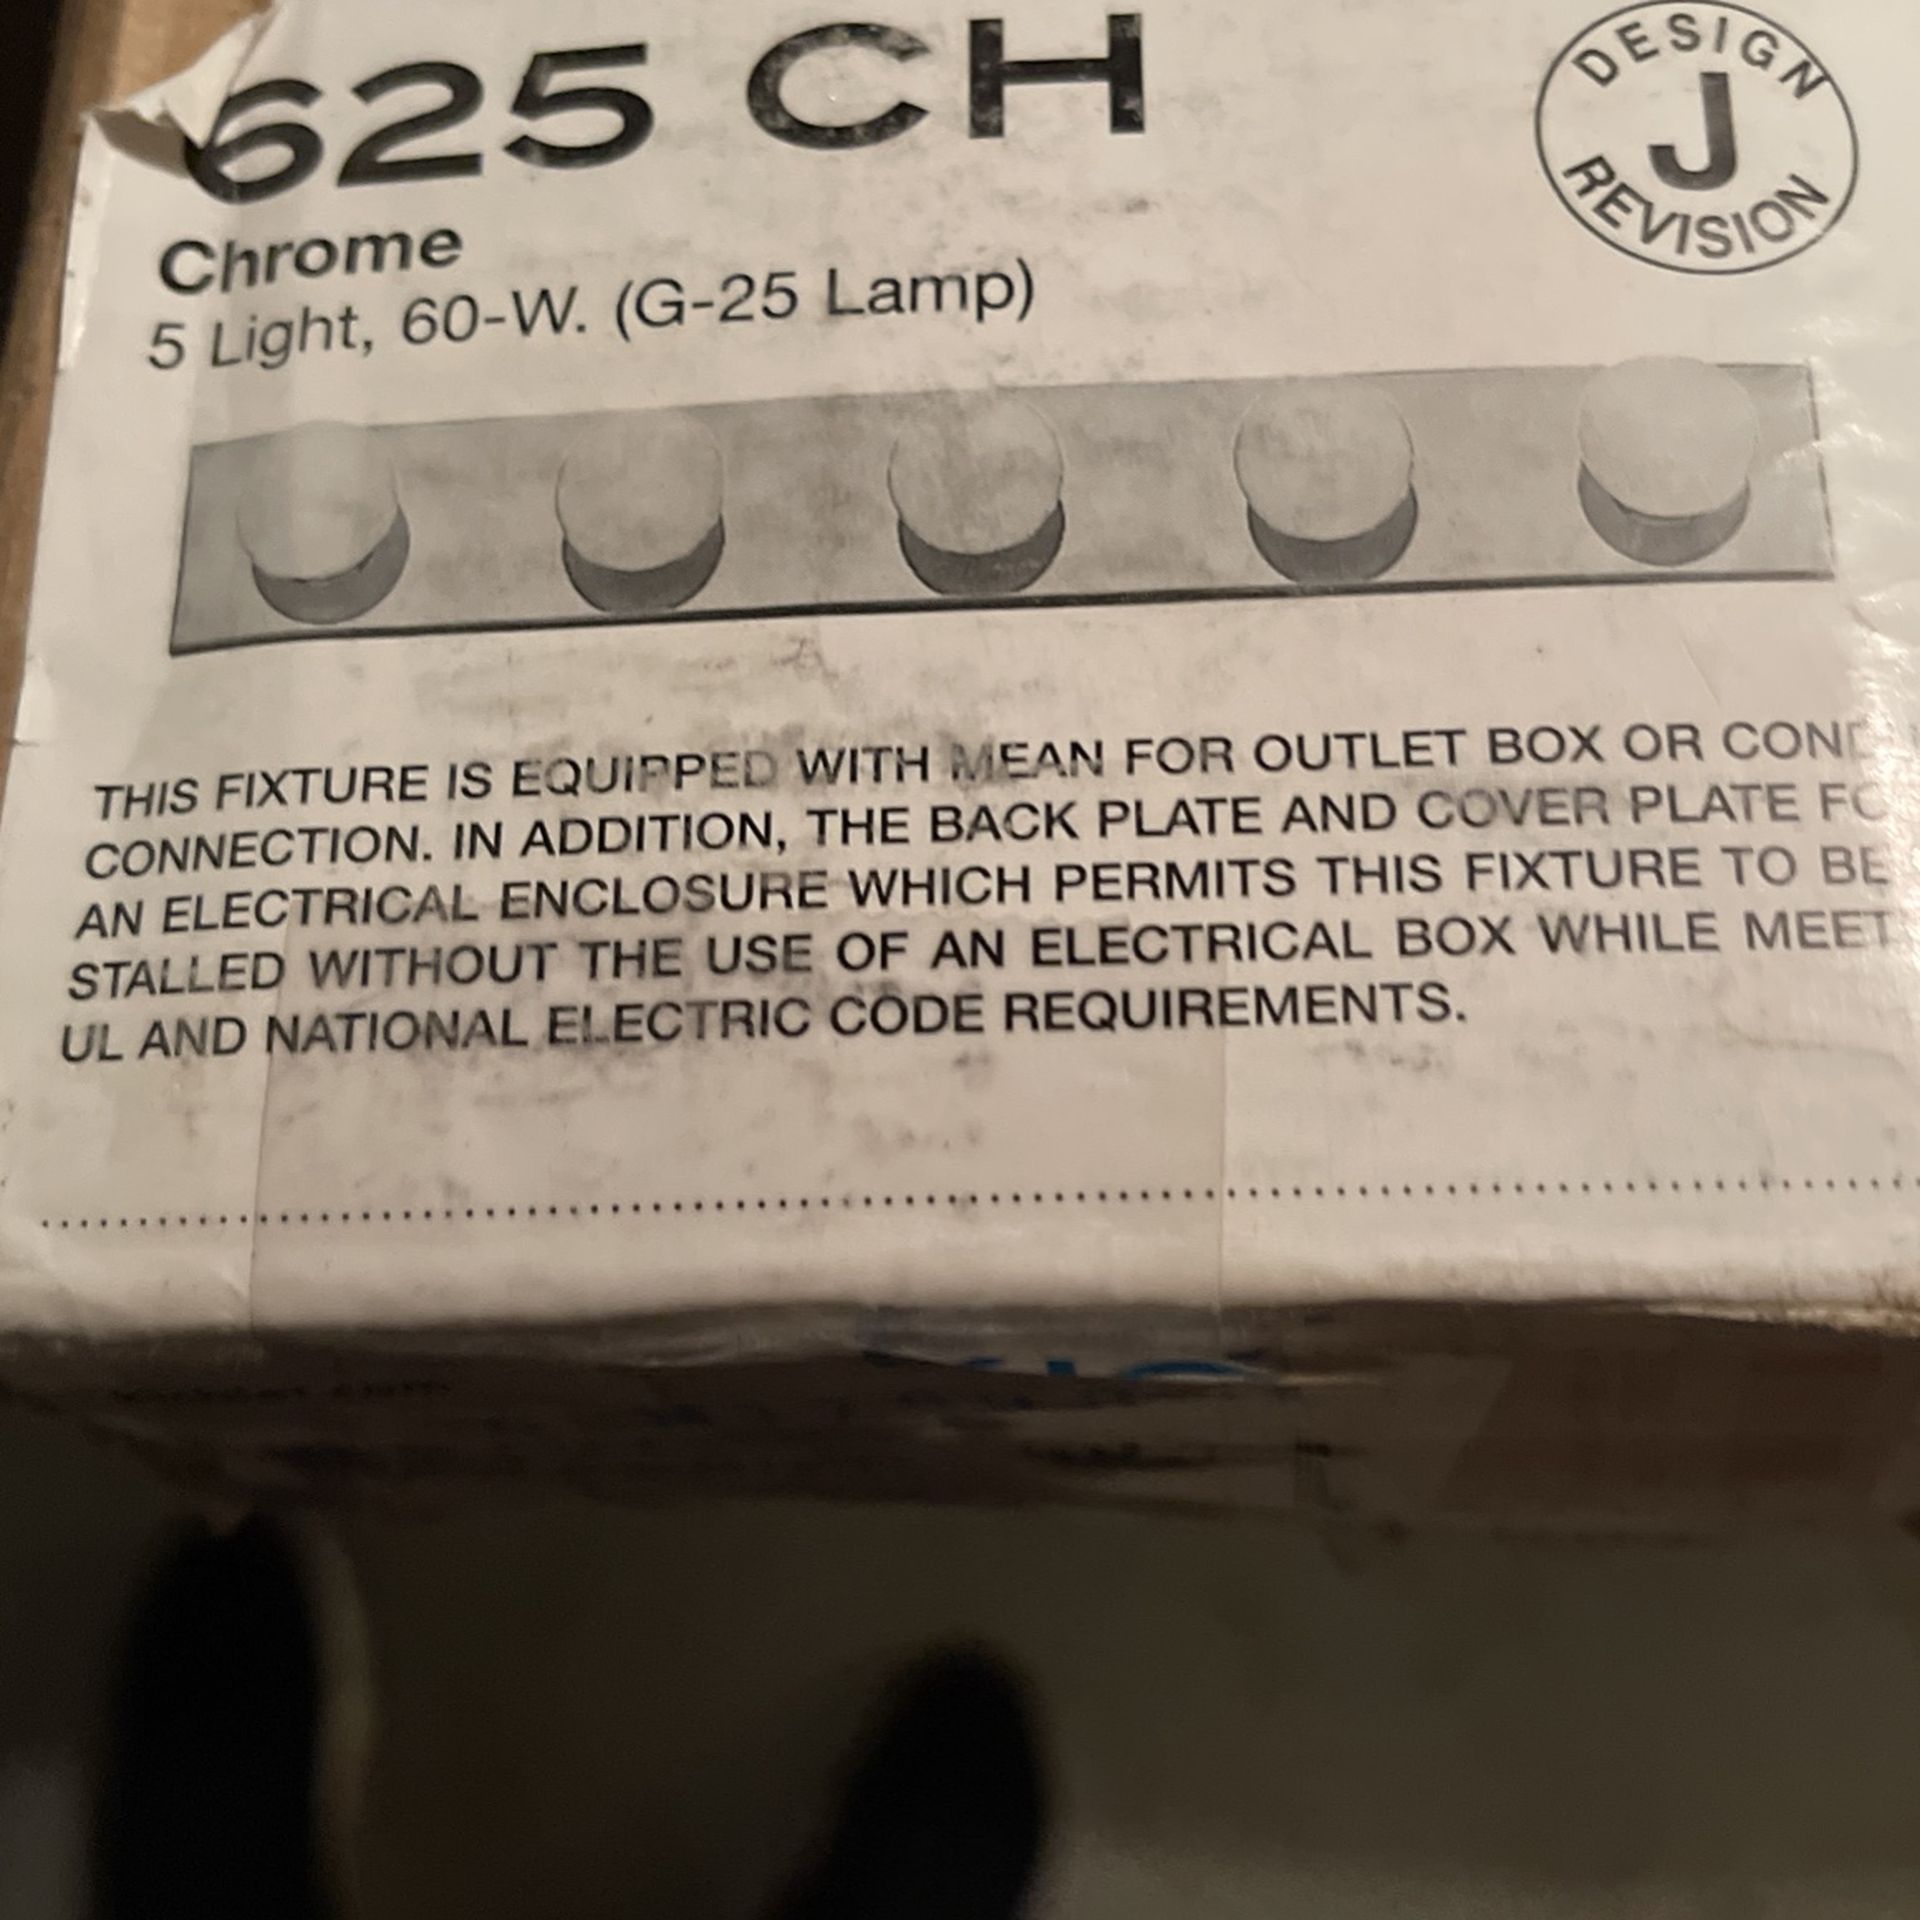 625 CH
DESIGN
J
REVISION
Chrome
5 Light, 60-W. (G-25 Lamp)
THIS FIXTURE IS EQUIPPED WITH MEAN FOR OUTLET BOX OR
CONNECTION. IN ADDITION, THE BACK PLATE AND COVER PLATE
AN ELECTRICAL ENCLOSURE WHICH PERMITS THIS FIXTURE TO BE
STALLED WITHOUT THE USE OF AN ELECTRICAL BOX WHILE MEET
UL AND NATIONAL ELECTRIC CODE REQUIREMENTS.